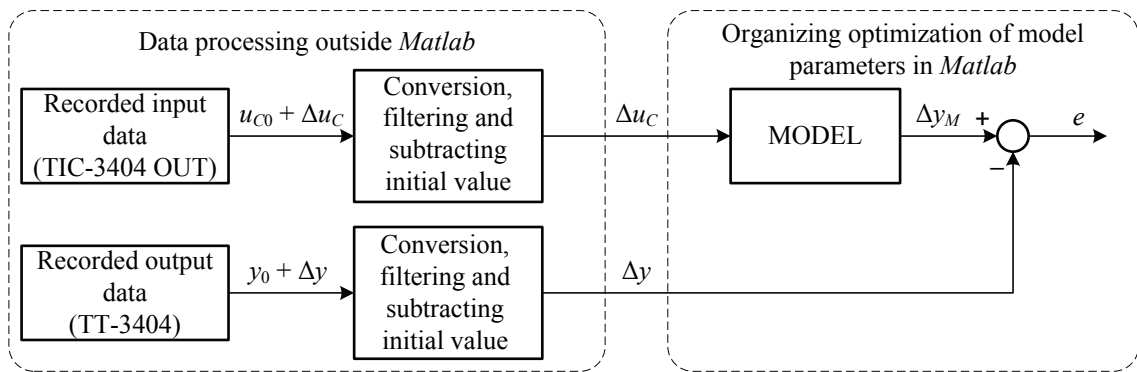 Data processing outside Matlab
Recorded input
data
(TIC-3404 OUT)
u_C0 + Δu_C
Conversion,
filtering and
subtracting
initial value
Δu_C
Recorded output
data
(TT-3404)
y_0 + Δy
Conversion,
filtering and
subtracting
initial value
Δy
Organizing optimization of model
parameters in Matlab
MODEL
Δy_M
+
−
e